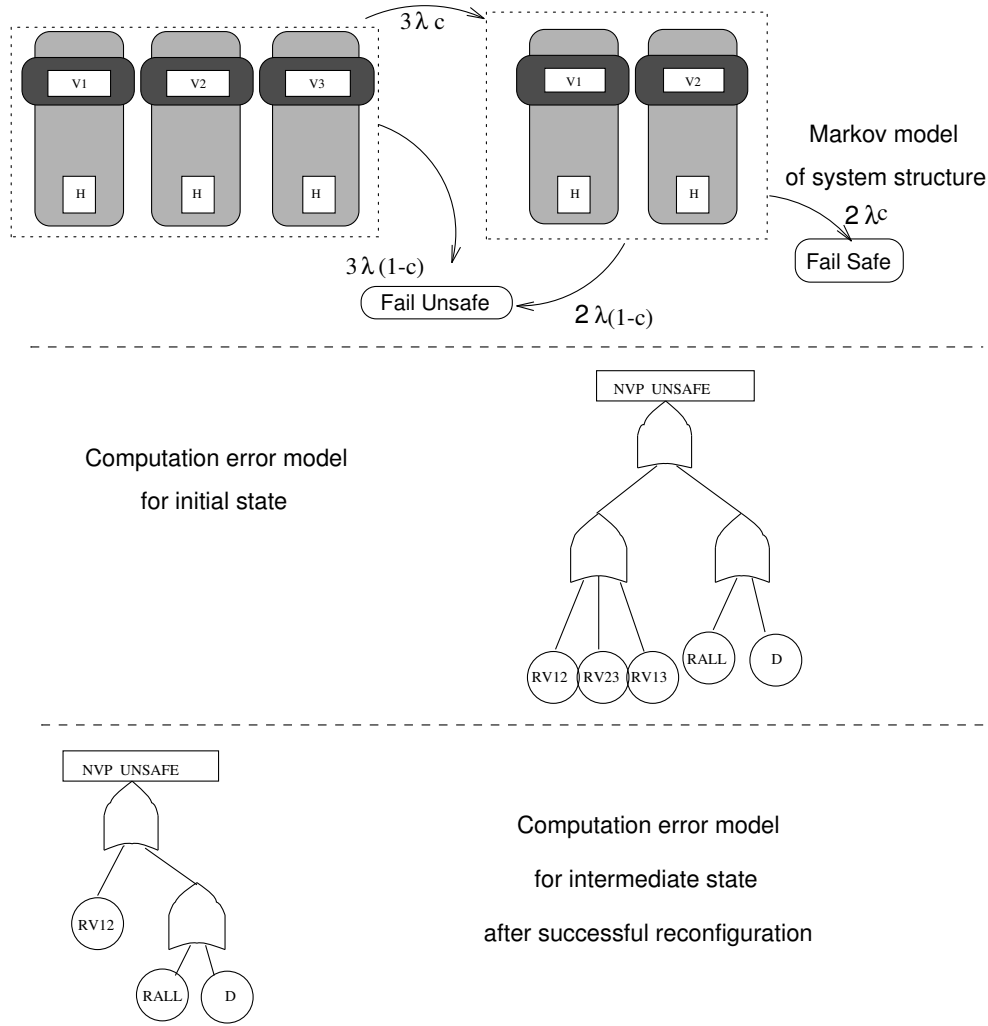 3 λ c
V1
V2
V3
V1
V2
H
H
H
H
H
Markov model
of system structure
2 λc
Fail Safe
3 λ (1-c)
Fail Unsafe
2 λ(1-c)
NVP UNSAFE
Computation error model
for initial state
RV12
RV23
RV13
RALL
D
NVP UNSAFE
Computation error model
for intermediate state
after successful reconfiguration
RV12
RALL
D